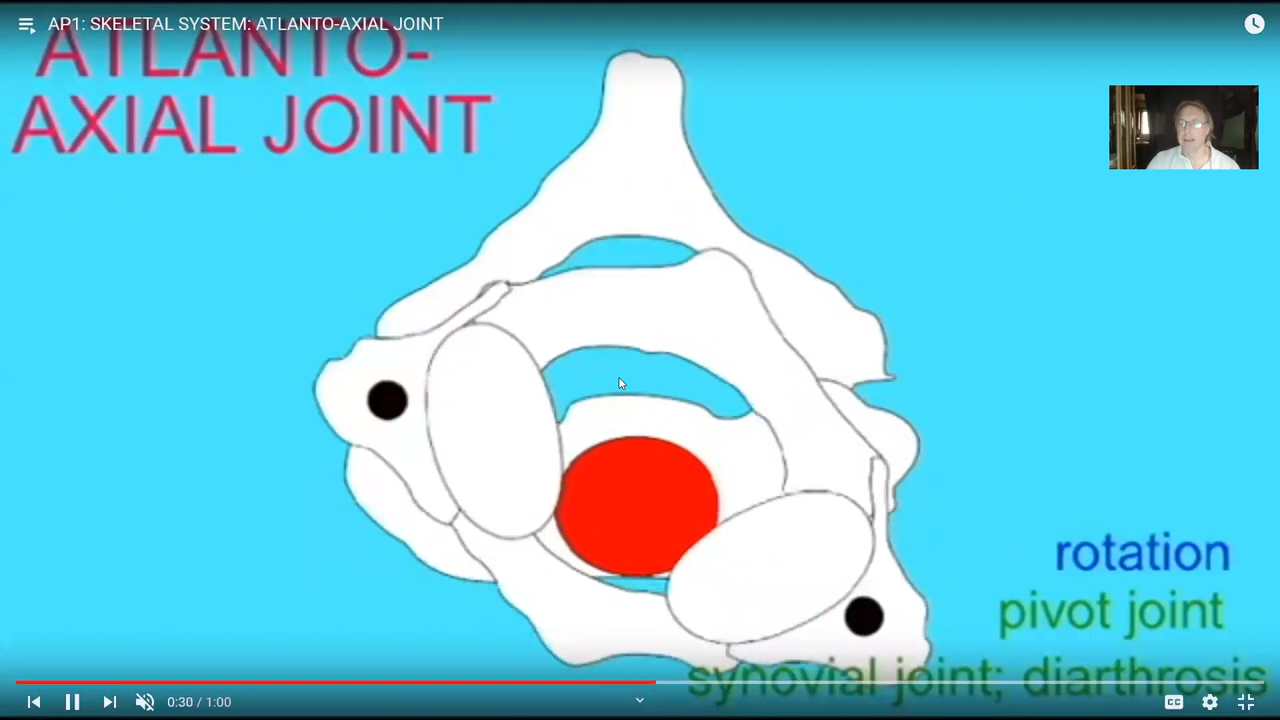 AP1: SKELETAL SYSTEM: ATLANTO-AXIAL JOINT
ATLANTO-
AXIAL JOINT
rotation
pivot joint
synovial joint; diarthrosis
0:30 / 1:00
CC